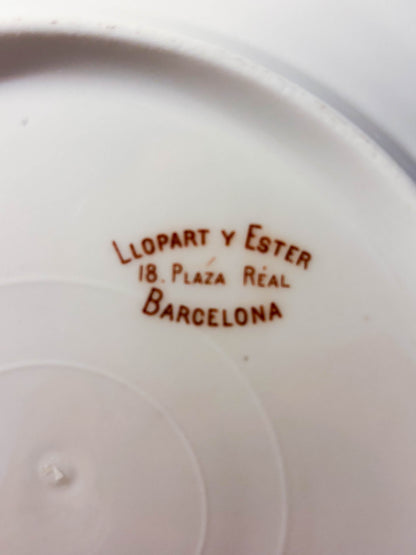 LLOPART Y ESTER
18. PLAZA RÉAL
BARCELONA